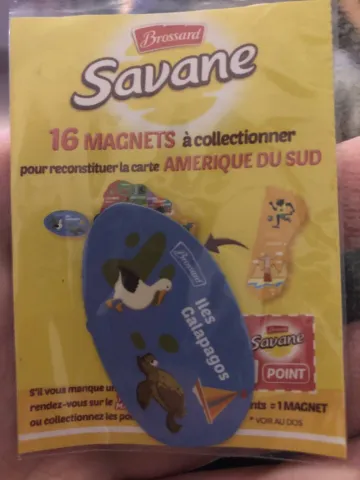 Brossard
Savane
16 MAGNETS à collectionner
pour reconstituer la carte AMERIQUE DU SUD
Brossard
Iles
Galapagos
Brossard
Savane
POINT
S'il vous manque un
rendez-vous sur le
nts = 1 MAGNET
ou collectionnez les
* VOIR AU DOS